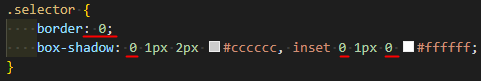 .selector {
border: 0;
box-shadow: 0 1px 2px #cccccc, inset 0 1px 0 #ffffff;
}